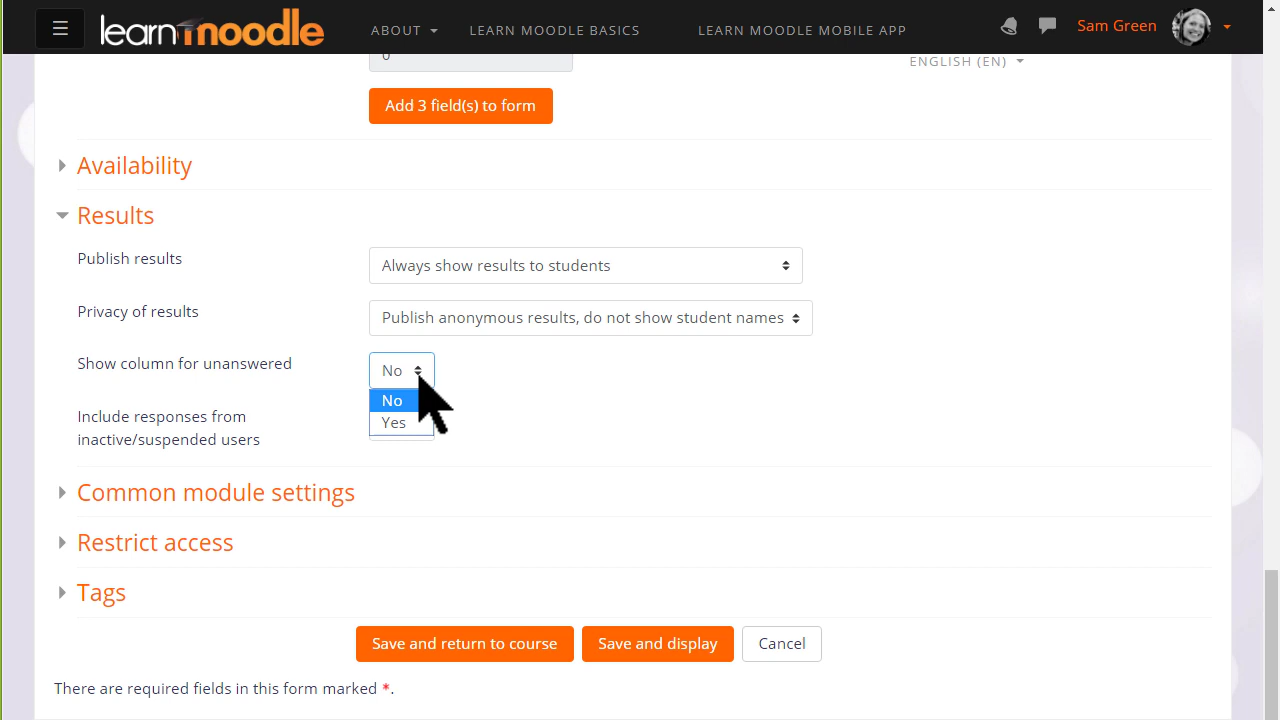 learn moodle
ABOUT
LEARN MOODLE BASICS
LEARN MOODLE MOBILE APP
Sam Green
0
ENGLISH (EN)
Add 3 field(s) to form
Availability
Results
Publish results
Always show results to students
Privacy of results
Publish anonymous results, do not show student names
Show column for unanswered
No
No
Yes
Include responses from
inactive/suspended users
Common module settings
Restrict access
Tags
Save and return to course
Save and display
Cancel
There are required fields in this form marked *.